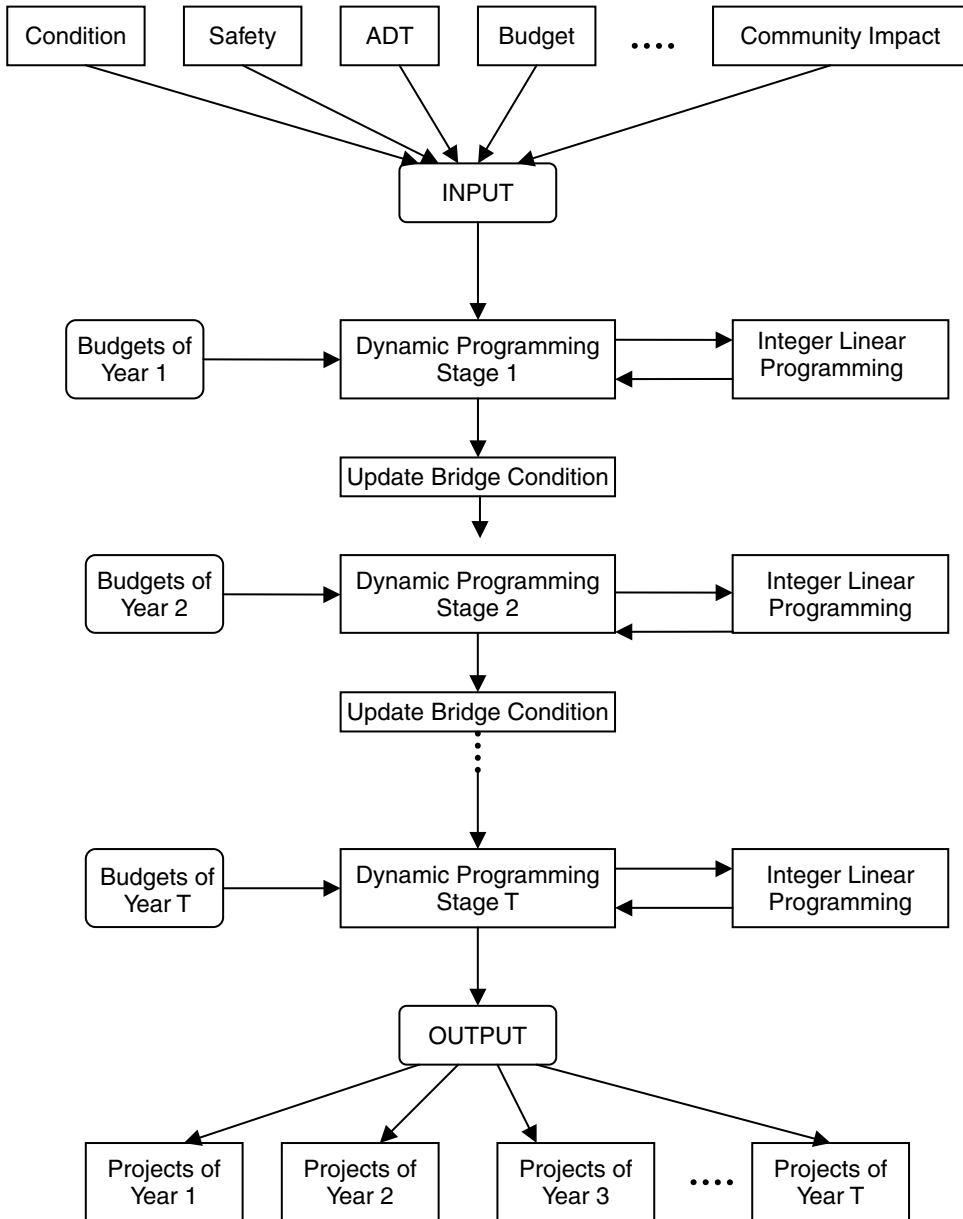 Condition
Safety
ADT
Budget
....
Community Impact
INPUT
Budgets of
Year 1
Dynamic Programming
Stage 1
Integer Linear
Programming
Update Bridge Condition
Budgets of
Year 2
Dynamic Programming
Stage 2
Integer Linear
Programming
Update Bridge Condition
Budgets of
Year T
Dynamic Programming
Stage T
Integer Linear
Programming
OUTPUT
Projects of
Year 1
Projects of
Year 2
Projects of
Year 3
....
Projects of
Year T